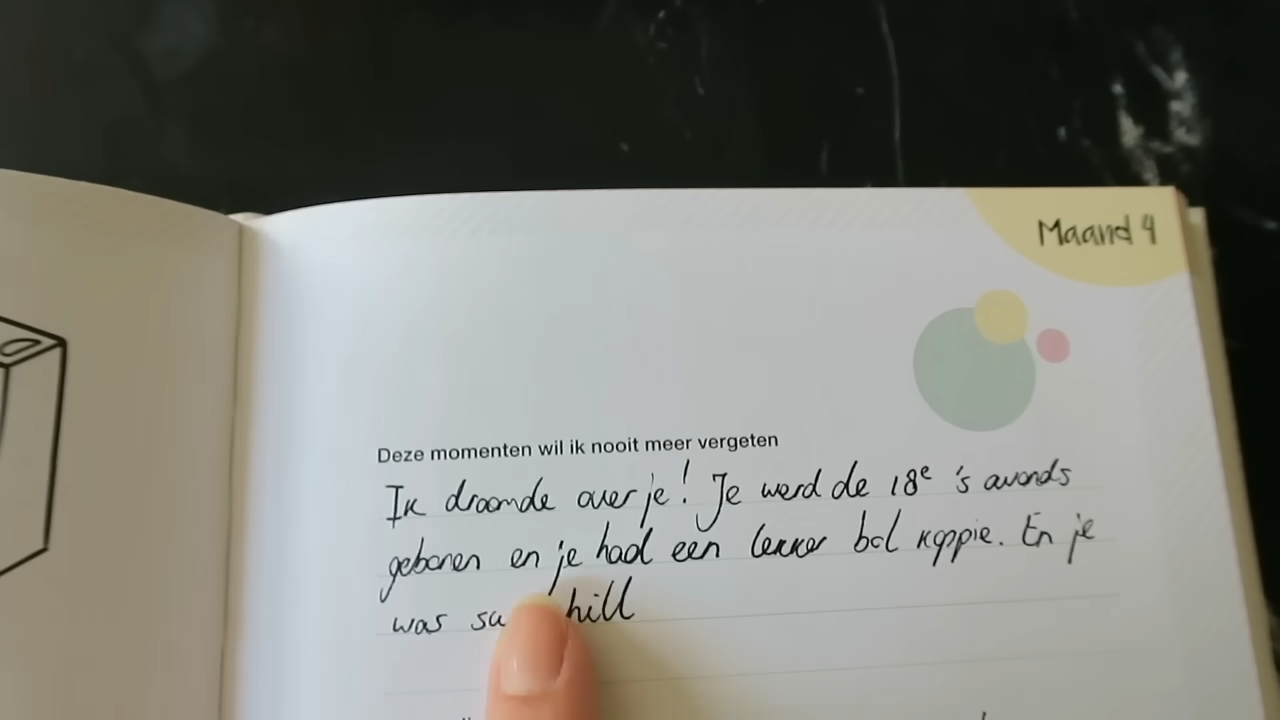 Maand 4
Deze momenten wil ik nooit meer vergeten
Ik droomde over je! Je werd de 18e 's avonds
geboren en je had een lekker bol koppie. En je
was